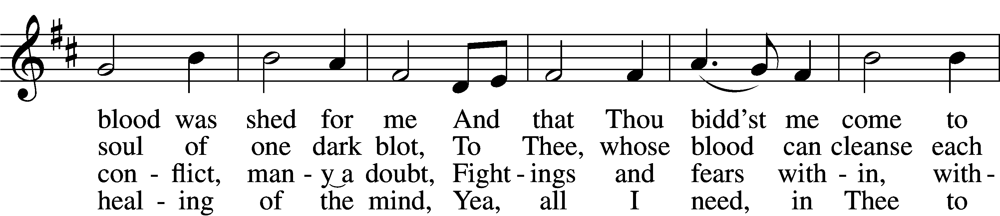 blood was shed for me And that Thou bidd’st me come to
soul of one dark blot, To Thee, whose blood can cleanse each
con - flict, man - y a doubt, Fight - ings and fears with - in, with -
heal - ing of the mind, Yea, all I need, in Thee to